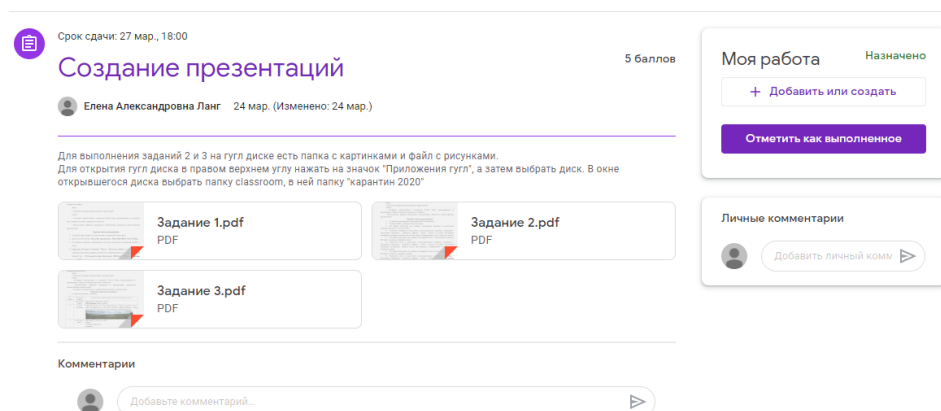 Срок сдачи: 27 мар., 18:00
Создание презентаций
5 баллов
Елена Александровна Ланг 24 мар. (Изменено: 24 мар.)
Для выполнения заданий 2 и 3 на гугл диске есть папка с картинками и файл с рисунками.
Для открытия гугл диска в правом верхнем углу нажать на значок "Приложения гугл", а затем выбрать диск. В окне
открывшегося диска выбрать папку classroom, в ней папку "карантин 2020"
Задание 1.pdf
PDF
Задание 2.pdf
PDF
Задание 3.pdf
PDF
Комментарии
Добавьте комментарий...
Моя работа
Назначено
+ Добавить или создать
Отметить как выполненное
Личные комментарии
Добавить личный комм